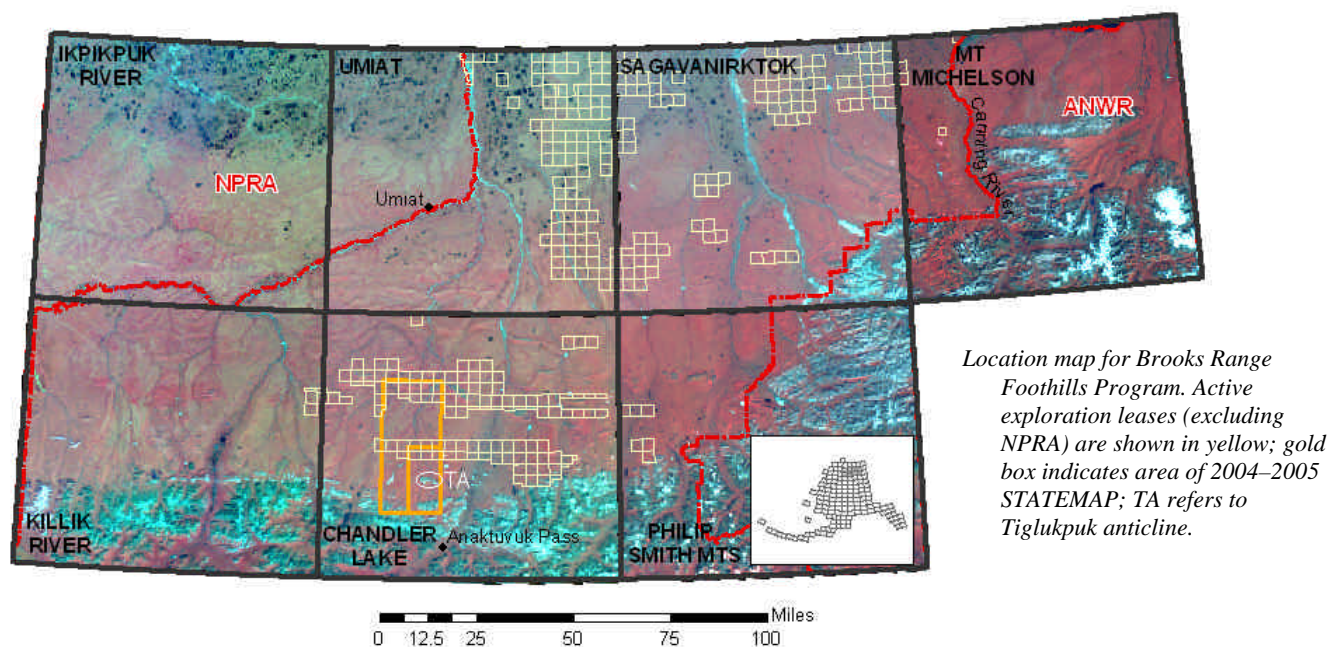 IKPIKPUK
RIVER
UMIAT
SAGAVANIRKTOK
MT
MICHELSON
ANWR
Canning River
NPRA
Umiat
TA
KILLIK
RIVER
CHANDLER
LAKE
Anaktuvuk Pass
PHILIP
SMITH MTS
Location map for Brooks Range
Foothills Program. Active
exploration leases (excluding
NPRA) are shown in yellow; gold
box indicates area of 2004–2005
STATEMAP; TA refers to
Tiglukpuk anticline.
Miles
0 12.5 25 50 75 100